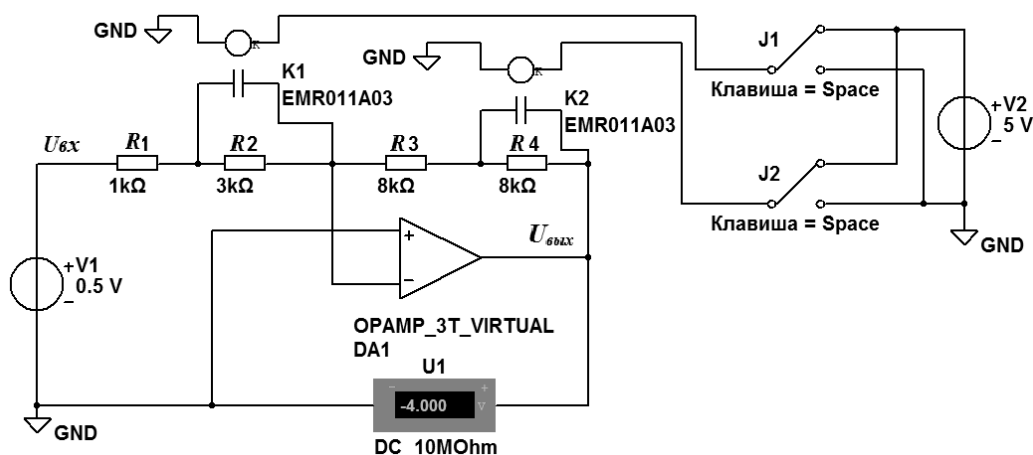 GND
K
GND
K
K1
EMR011A03
K2
EMR011A03
J1
Клавиша = Space
+V2
5 V
J2
Клавиша = Space
GND
Uвх
R1
1kΩ
R2
3kΩ
R3
8kΩ
R4
8kΩ
+V1
0.5 V
Uвых
OPAMP_3T_VIRTUAL
DA1
U1
-4.000
V
DC 10MOhm
GND